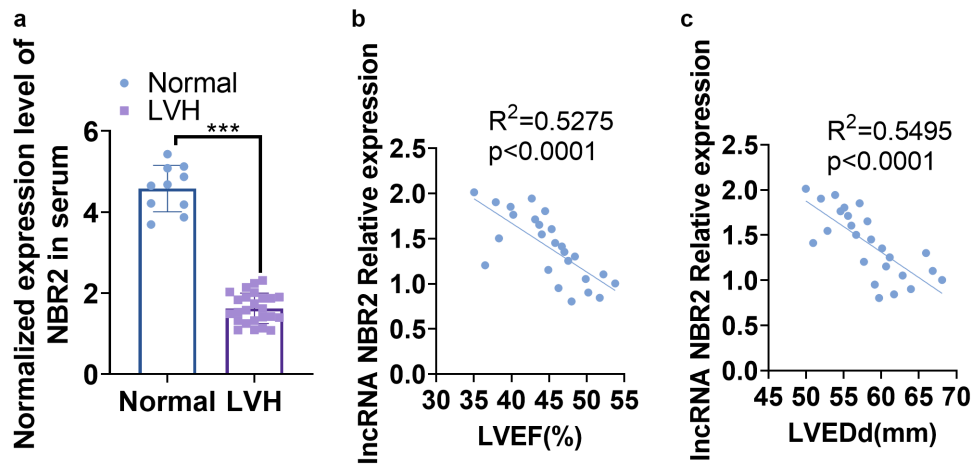 a
Normalized expression level of
NBR2 in serum
Normal
LVH
***
6
4
2
0
Normal LVH
b
lncRNA NBR2 Relative expression
R²=0.5275
p<0.0001
2.5
2.0
1.5
1.0
0.5
0.0
30 35 40 45 50 55
LVEF(%)
c
lncRNA NBR2 Relative expression
R²=0.5495
p<0.0001
2.5
2.0
1.5
1.0
0.5
0.0
45 50 55 60 65 70
LVEDd(mm)